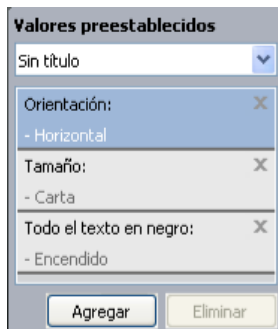 Valores preestablecidos
Sin título
Orientación:
- Horizontal
Tamaño:
- Carta
Todo el texto en negro:
- Encendido
Agregar Eliminar